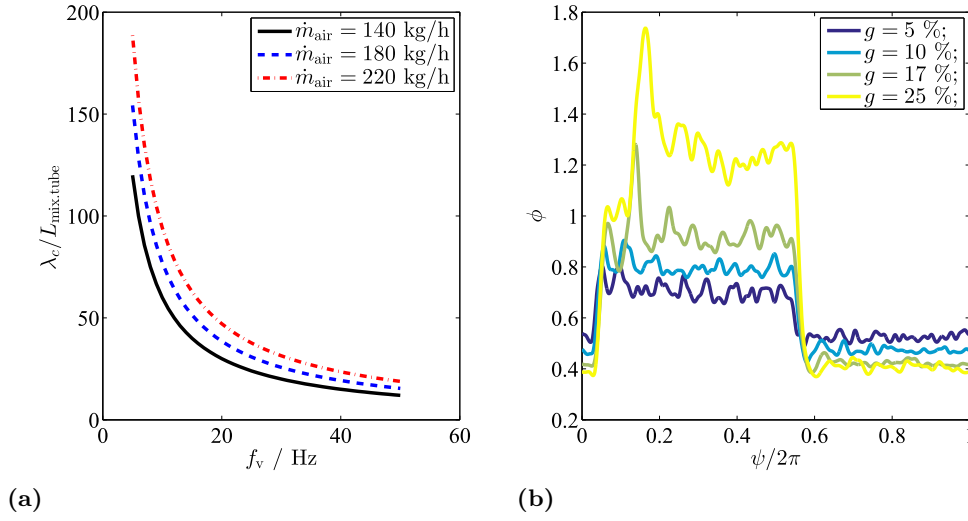 200
150
100
50
0
0
20
40
60
λc/Lmix.tube
fv / Hz
ṁair = 140 kg/h
ṁair = 180 kg/h
ṁair = 220 kg/h
(a)
1.8
1.6
1.4
1.2
1
0.8
0.6
0.4
0.2
0
0.2
0.4
0.6
0.8
1
ϕ
ψ/2π
g = 5 %;
g = 10 %;
g = 17 %;
g = 25 %;
(b)